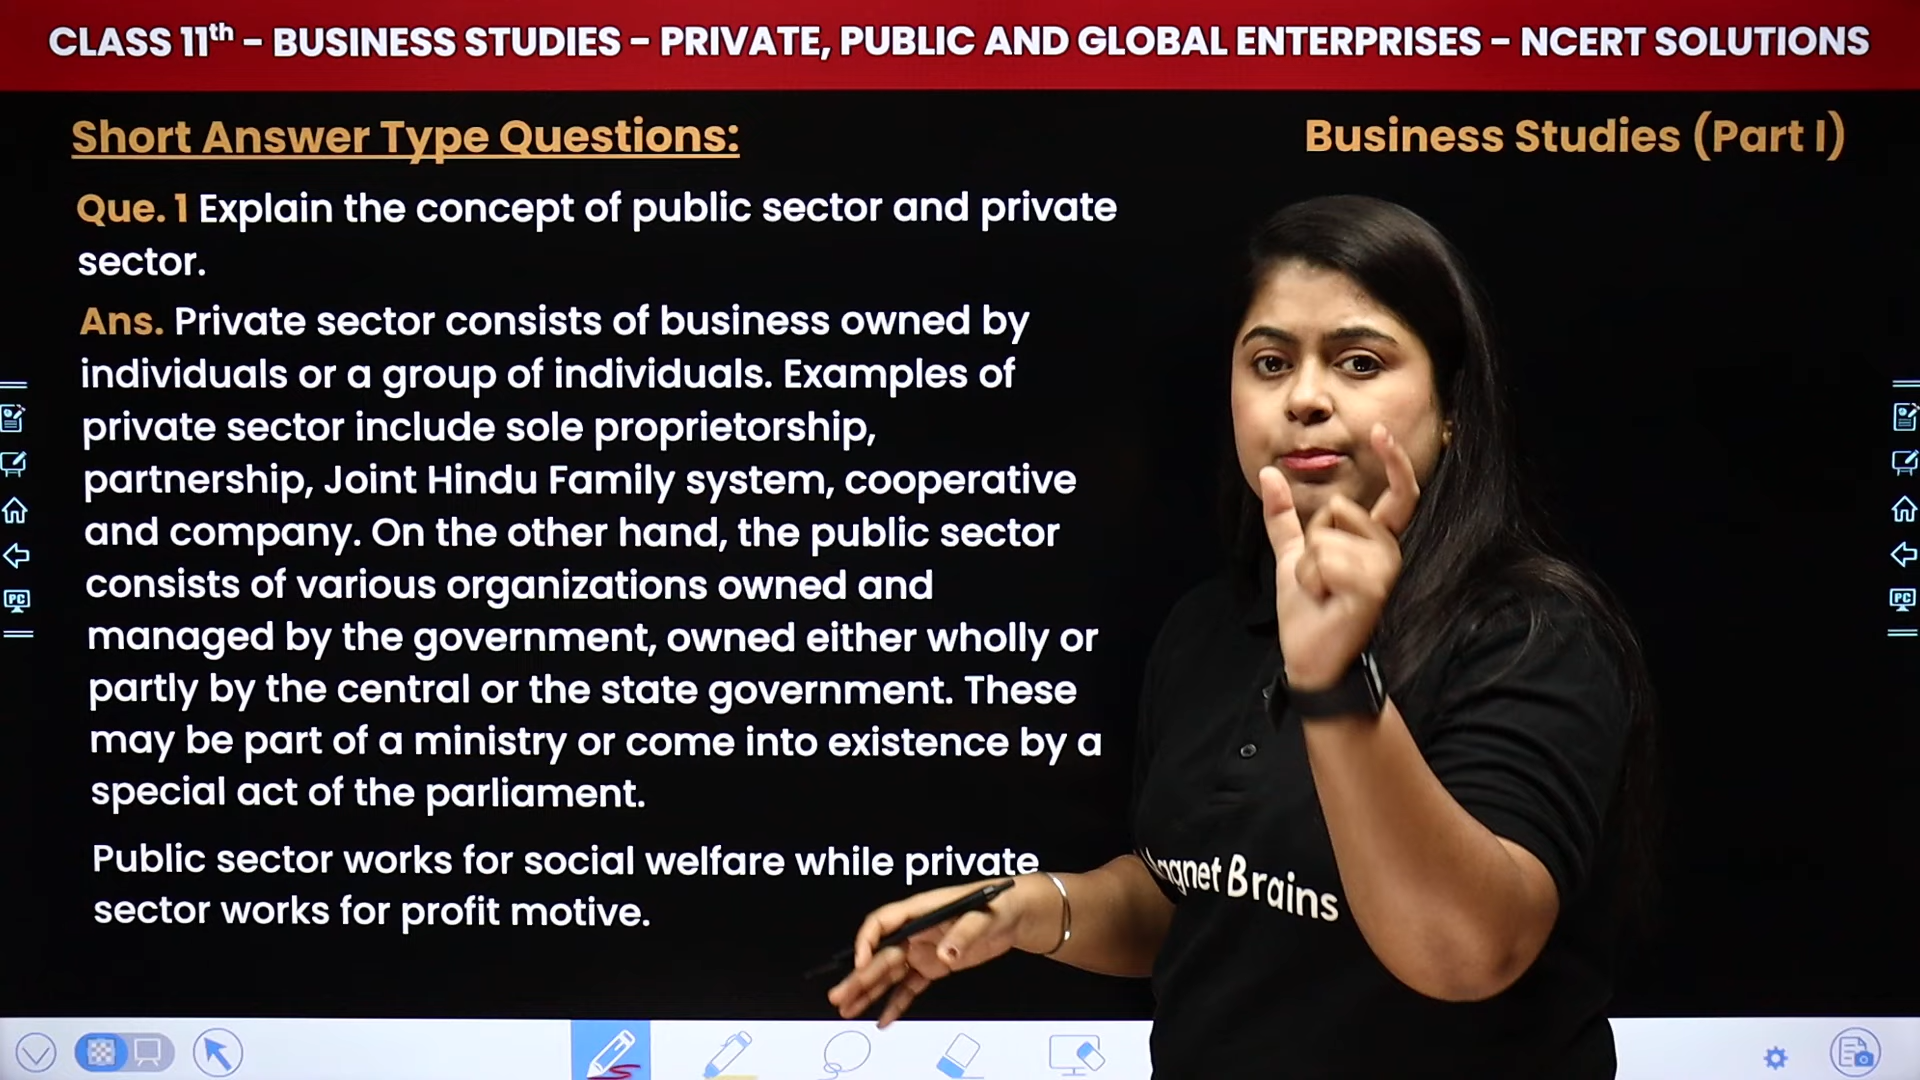 CLASS 11th – BUSINESS STUDIES – PRIVATE, PUBLIC AND GLOBAL ENTERPRISES – NCERT SOLUTIONS
Short Answer Type Questions:
Business Studies (Part I)
Que. 1 Explain the concept of public sector and private
sector.
Ans. Private sector consists of business owned by
individuals or a group of individuals. Examples of
private sector include sole proprietorship,
partnership, Joint Hindu Family system, cooperative
and company. On the other hand, the public sector
consists of various organizations owned and
managed by the government, owned either wholly or
partly by the central or the state government. These
may be part of a ministry or come into existence by a
special act of the parliament.
Public sector works for social welfare while private
sector works for profit motive.
Magnet Brains
PC
PC